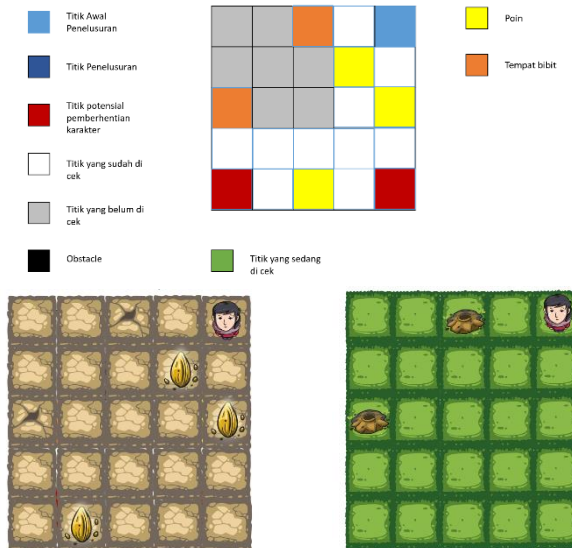 Titik Awal
Penelusuran
Titik Penelusuran
Titik potensial
pemberhentian
karakter
Titik yang sudah di
cek
Titik yang belum di
cek
Obstacle
Titik yang sedang
di cek
Poin
Tempat bibit